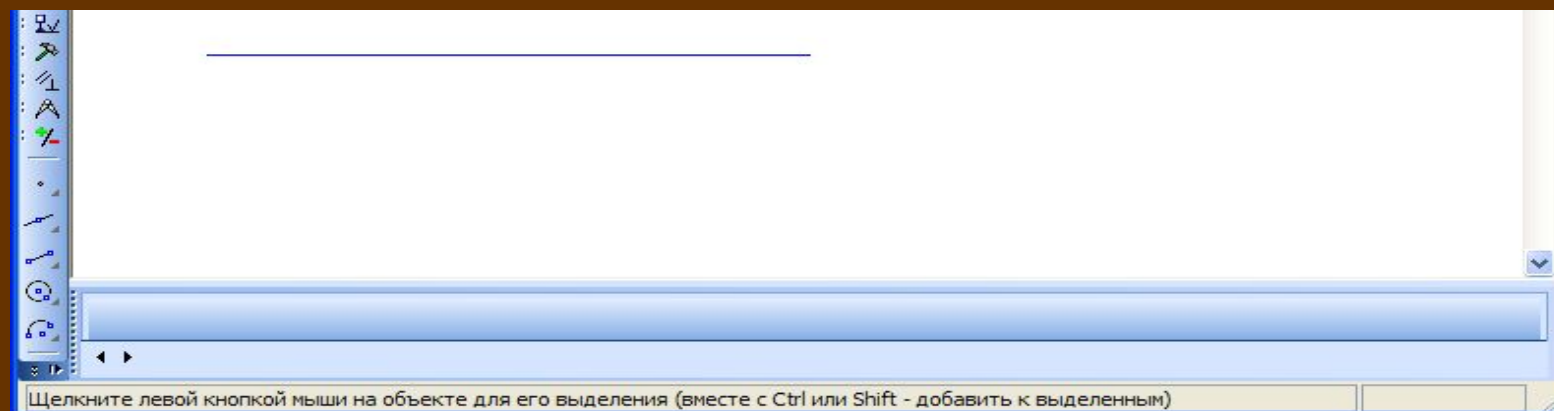 Щелкните левой кнопкой мыши на объекте для его выделения (вместе с Ctrl или Shift - добавить к выделенным)